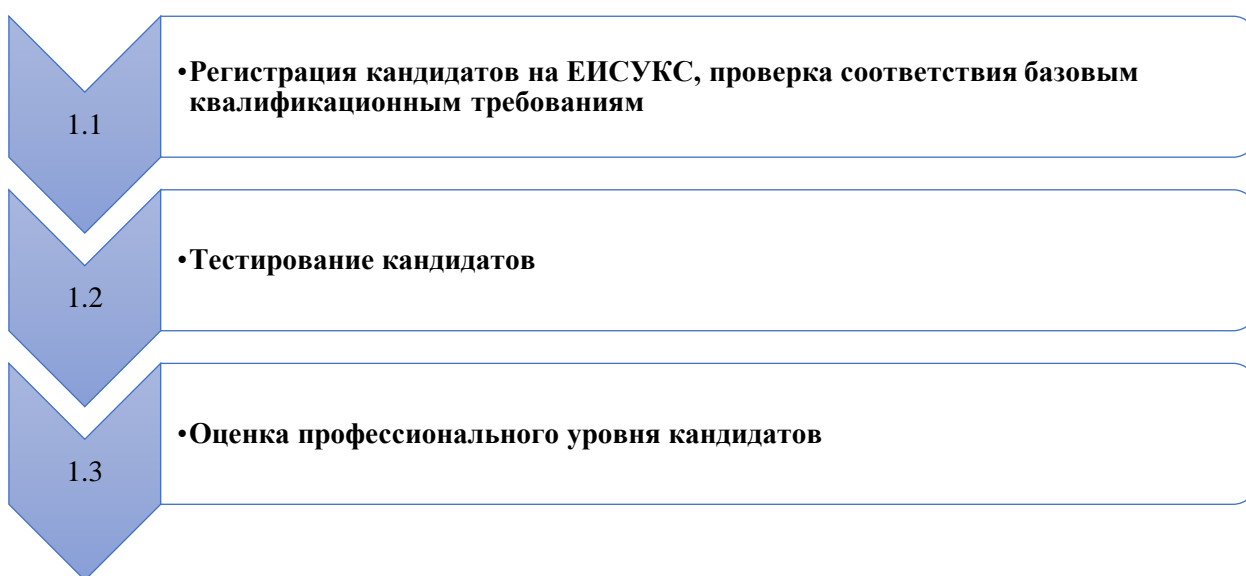 1.1
•Регистрация кандидатов на ЕИСУКС, проверка соответствия базовым
квалификационным требованиям
1.2
•Тестирование кандидатов
1.3
•Оценка профессионального уровня кандидатов